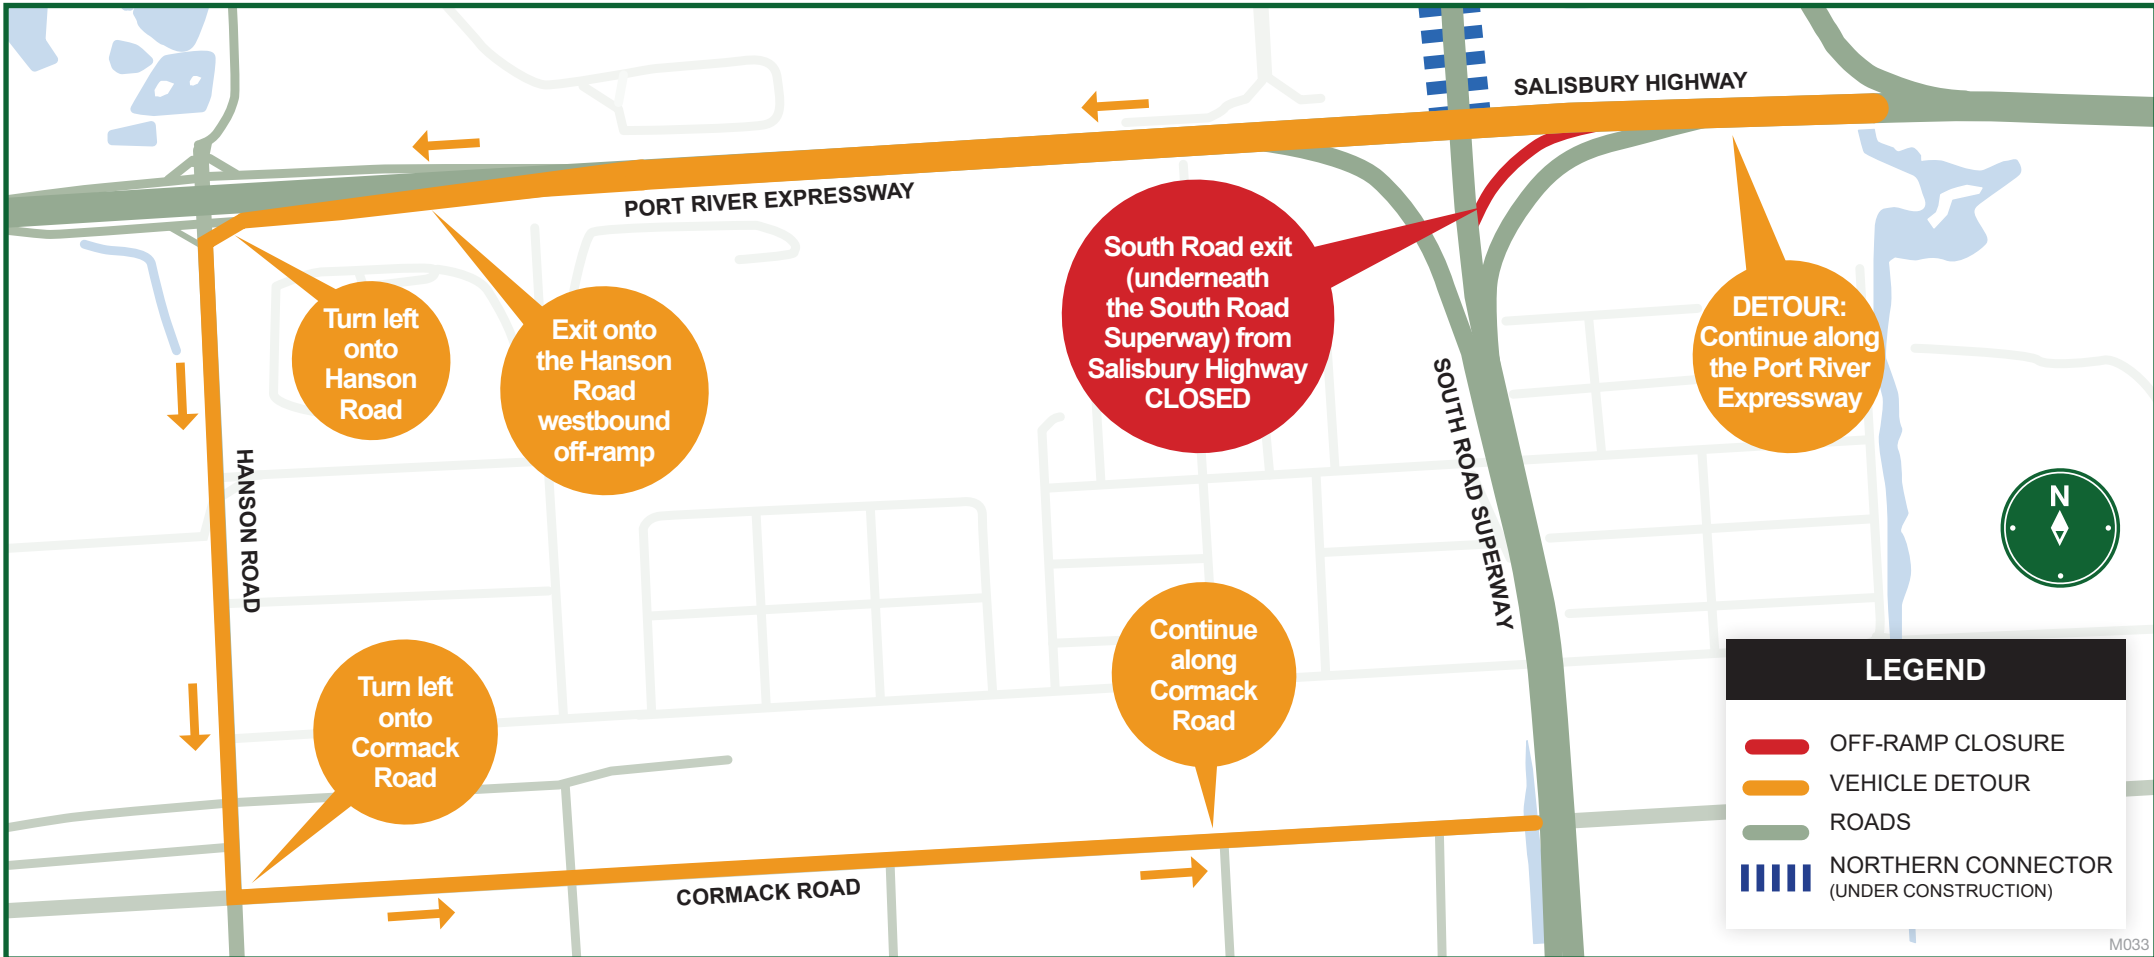 SALISBURY HIGHWAY
PORT RIVER EXPRESSWAY
South Road exit
(underneath
the South Road
Superway) from
Salisbury Highway
CLOSED
DETOUR:
Continue along
the Port River
Expressway
Turn left
onto
Hanson
Road
Exit onto
the Hanson
Road
westbound
off-ramp
HANSON ROAD
SOUTH ROAD SUPERWAY
N
Turn left
onto
Cormack
Road
Continue
along
Cormack
Road
CORMACK ROAD
LEGEND
OFF-RAMP CLOSURE
VEHICLE DETOUR
ROADS
NORTHERN CONNECTOR
(UNDER CONSTRUCTION)
M033